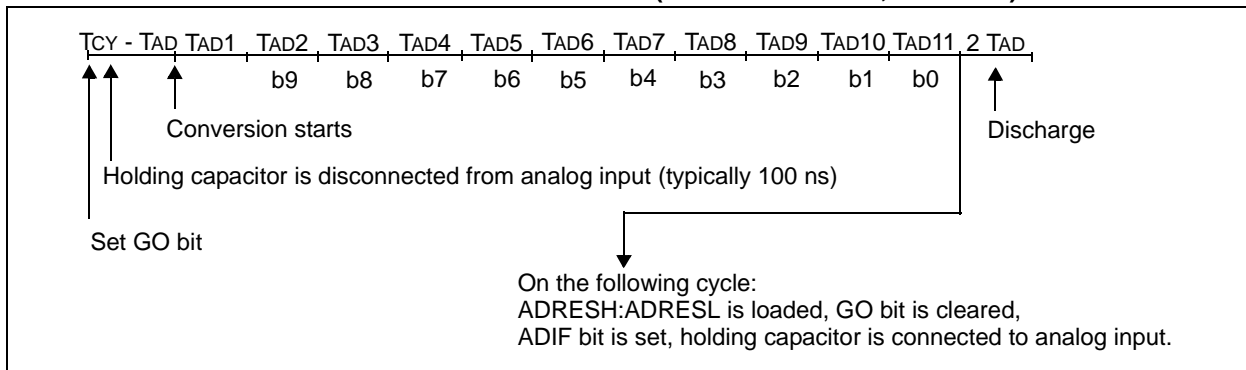 TCY - TAD TAD1 TAD2 TAD3 TAD4 TAD5 TAD6 TAD7 TAD8 TAD9 TAD10 TAD11 2 TAD
b9 b8 b7 b6 b5 b4 b3 b2 b1 b0
Conversion starts
Discharge
Holding capacitor is disconnected from analog input (typically 100 ns)
Set GO bit
On the following cycle:
ADRESH:ADRESL is loaded, GO bit is cleared,
ADIF bit is set, holding capacitor is connected to analog input.